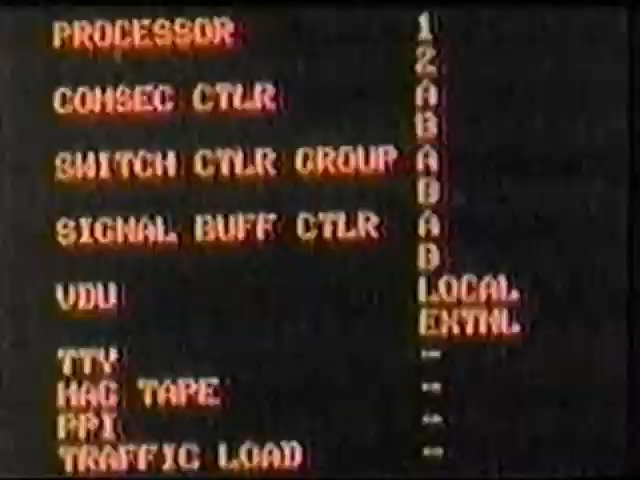 PROCESSOR 1
2
COMSEC CTLR A
B
SWITCH CTLR GROUP A
B
SIGNAL BUFF CTLR A
B
VDU LOCAL
EXTNL
TTY -
MAG TAPE -
PPI -
TRAFFIC LOAD -